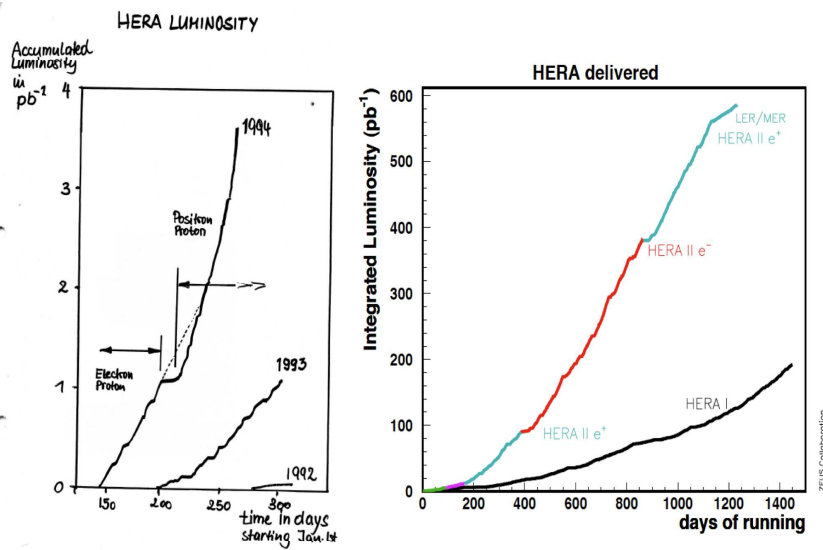 HERA LUMINOSITY
Accumulated
Luminosity
in
pb⁻¹
4
3
2
1
0
1994
Positron
Proton
Electron
Proton
1993
1992
150 200 250 300
time in days
starting Jan. 1st
HERA delivered
Integrated Luminosity (pb⁻¹)
600
500
400
300
200
100
0
LER/MER
HERA II e⁺
HERA II e⁻
HERA I
HERA II e⁺
0 200 400 600 800 1000 1200 1400
days of running
ZEUS Collaboration